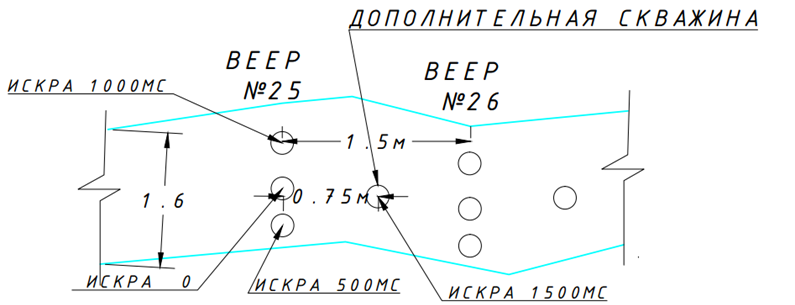 ДОПОЛНИТЕЛЬНАЯ СКВАЖИНА
ВЕЕР
№25
ВЕЕР
№26
ИСКРА 1000МС
1.5м
1.6
0.75м
ИСКРА 0
ИСКРА 500МС
ИСКРА 1500МС